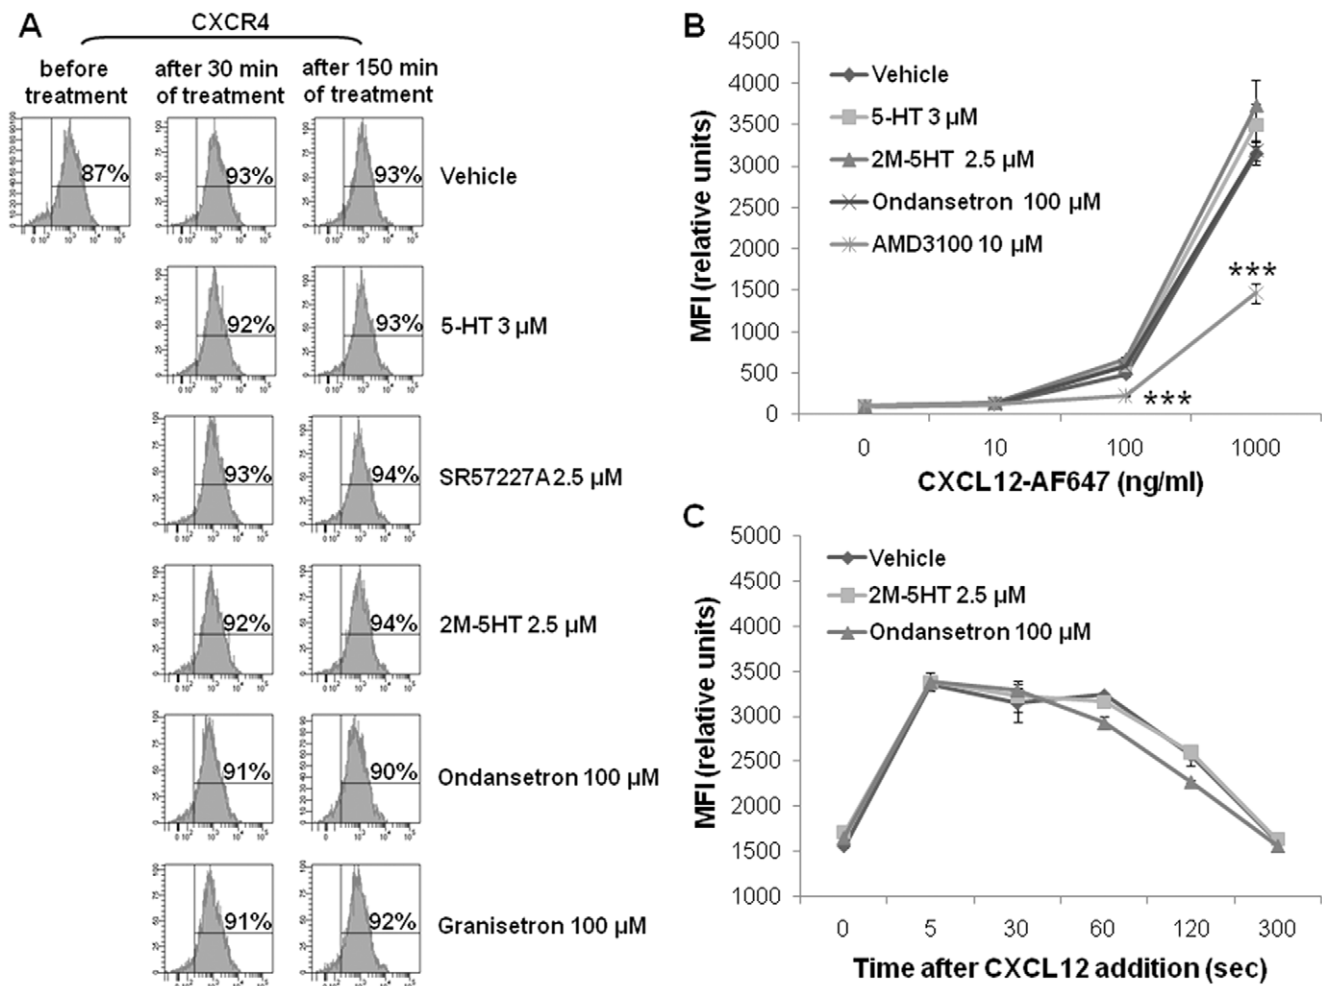 A
CXCR4
before treatment
after 30 min of treatment
after 150 min of treatment
87%
93%
93%
Vehicle
92%
93%
5-HT 3 µM
93%
94%
SR57227A 2.5 µM
92%
94%
2M-5HT 2.5 µM
91%
90%
Ondansetron 100 µM
91%
92%
Granisetron 100 µM
B
4500
4000
3500
3000
2500
2000
1500
1000
500
0
MFI (relative units)
Vehicle
5-HT 3 µM
2M-5HT 2.5 µM
Ondansetron 100 µM
AMD3100 10 µM
***
***
0 10 100 1000
CXCL12-AF647 (ng/ml)
C
5000
4500
4000
3500
3000
2500
2000
1500
1000
MFI (relative units)
Vehicle
2M-5HT 2.5 µM
Ondansetron 100 µM
0 5 30 60 120 300
Time after CXCL12 addition (sec)